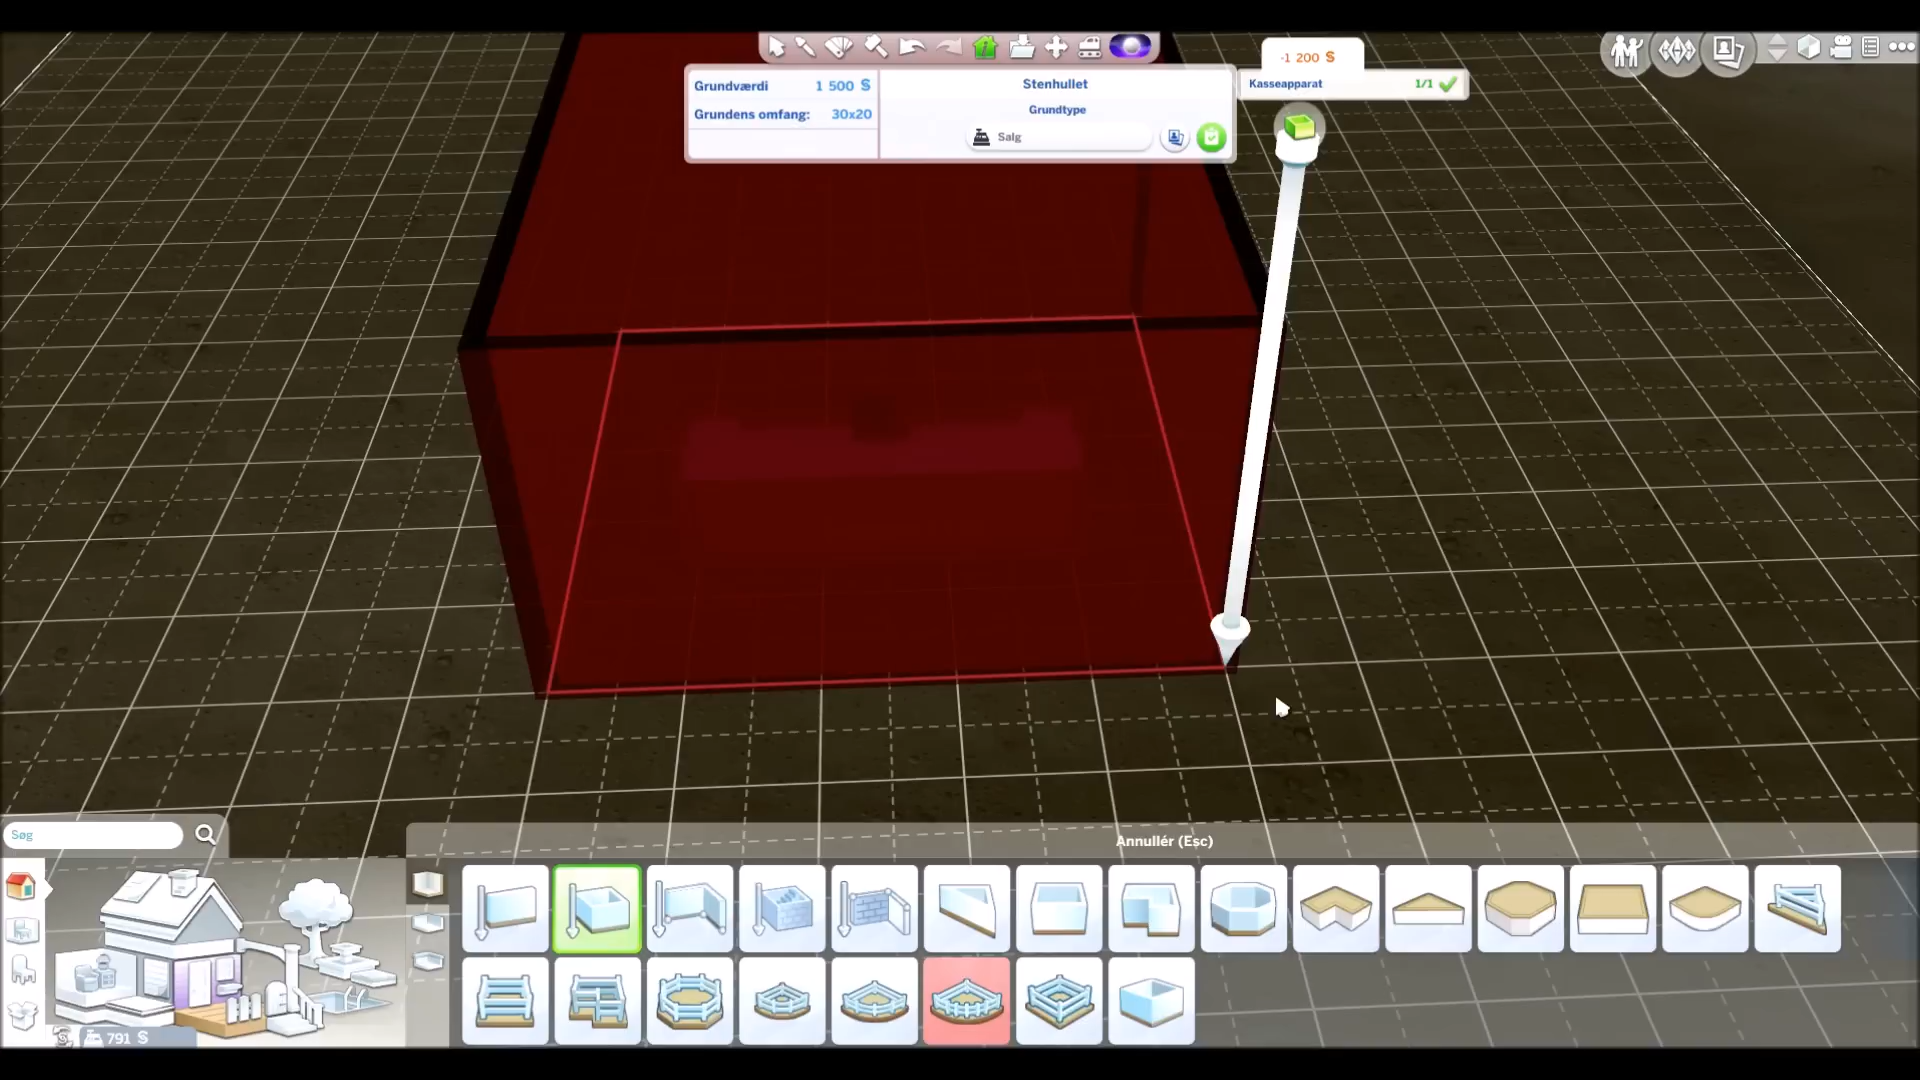 -1 200 $
Grundværdi 1 500 $
Grundens omfang: 30x20
Stenhullet
Grundtype
Salg
Kasseapparat 1/1
Søg
Annullér (Esc)
791 $